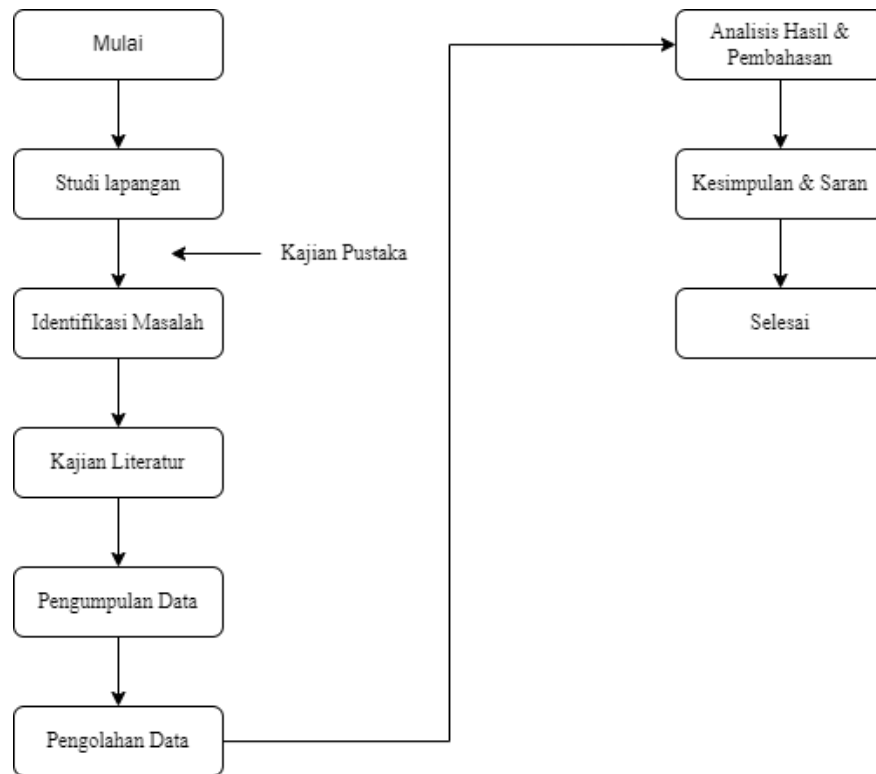 Mulai
Studi lapangan
Kajian Pustaka
Identifikasi Masalah
Kajian Literatur
Pengumpulan Data
Pengolahan Data
Analisis Hasil &
Pembahasan
Kesimpulan & Saran
Selesai